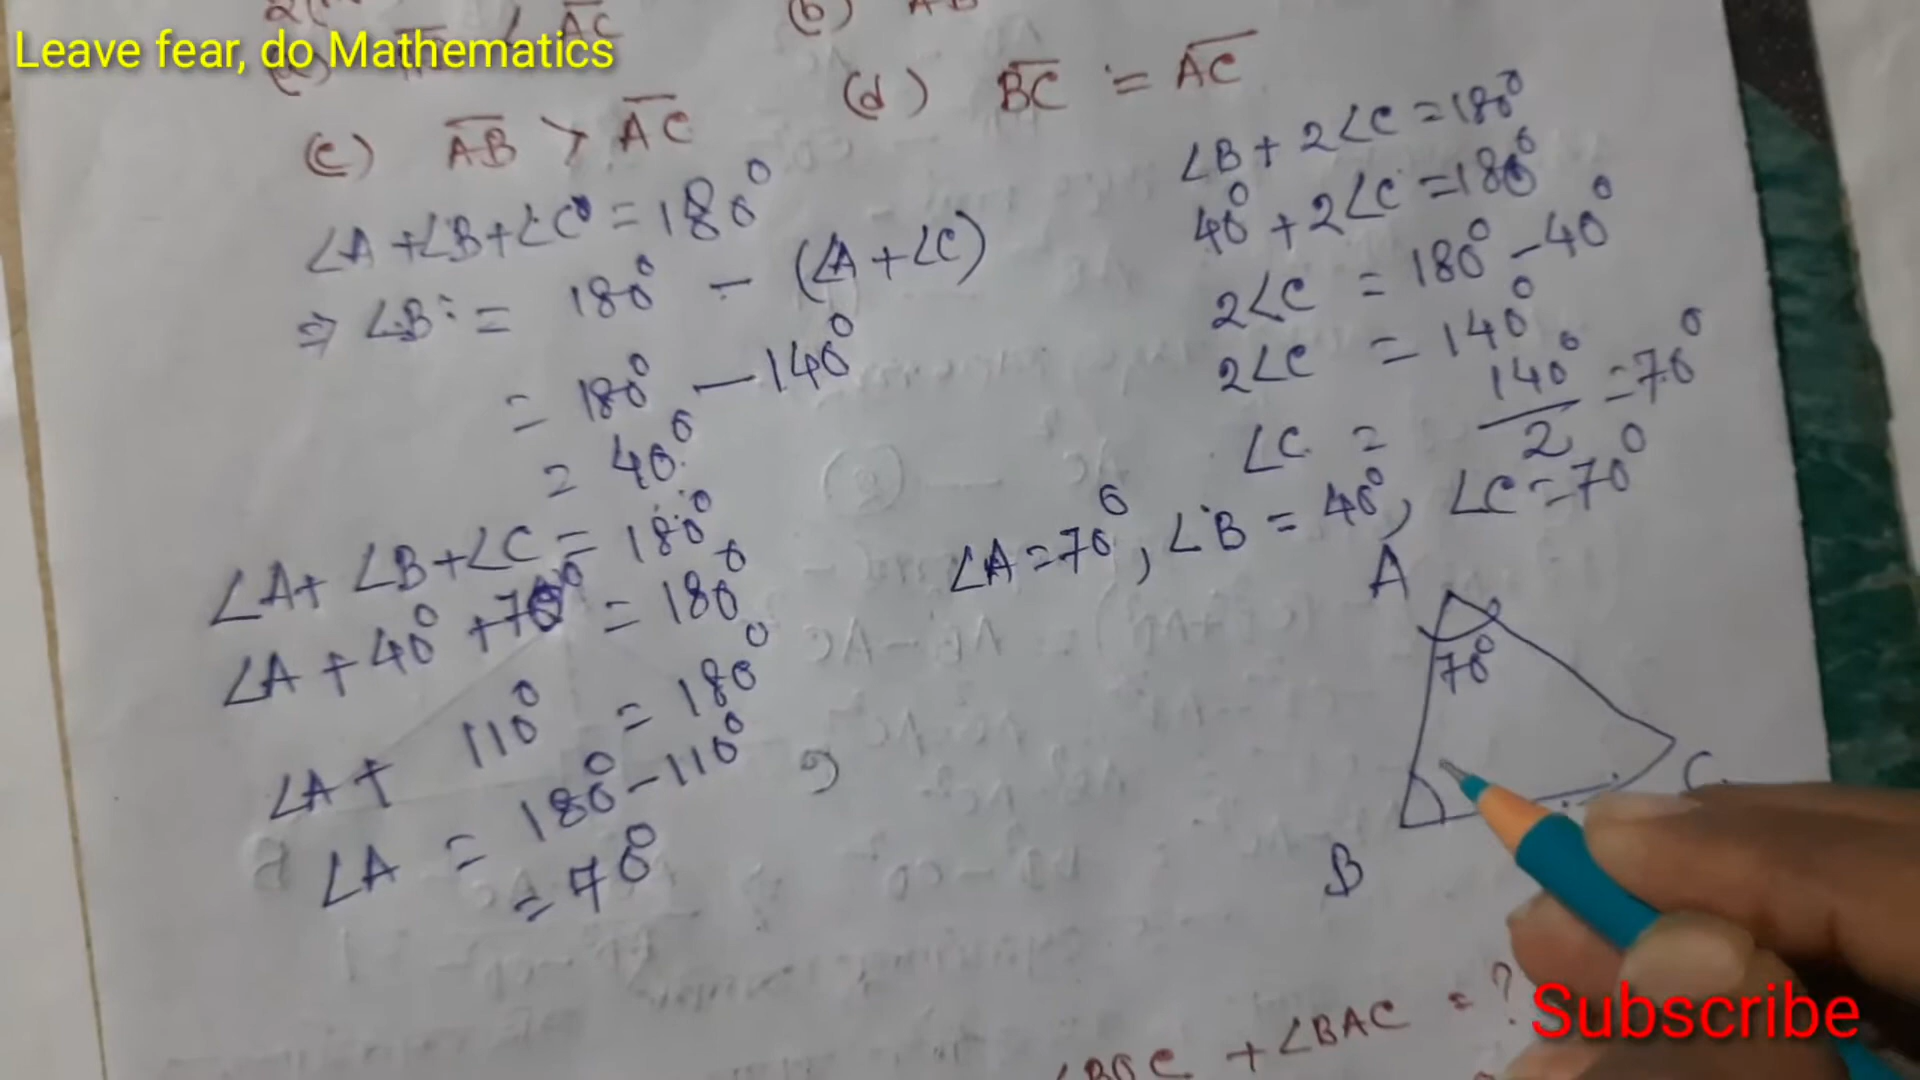 Leave fear, do Mathematics
AC
(b)
(c) AB > AC
(d) BC = AC
∠A + ∠B + ∠C = 180°
⇒ ∠B = 180° - (∠A + ∠C)
= 180° - 140°
= 40°
∠A + ∠B + ∠C = 180°
∠A + 40° + 70° = 180°
∠A + 110° = 180°
∠A = 180° - 110°
= 70°
∠B + 2∠C = 180°
40° + 2∠C = 180°
2∠C = 180° - 40°
2∠C = 140°
∠C = 140°/2 = 70°
∠A = 70°, ∠B = 40°, ∠C = 70°
A
70°
C
B
+ ∠BAC = ?
Subscribe